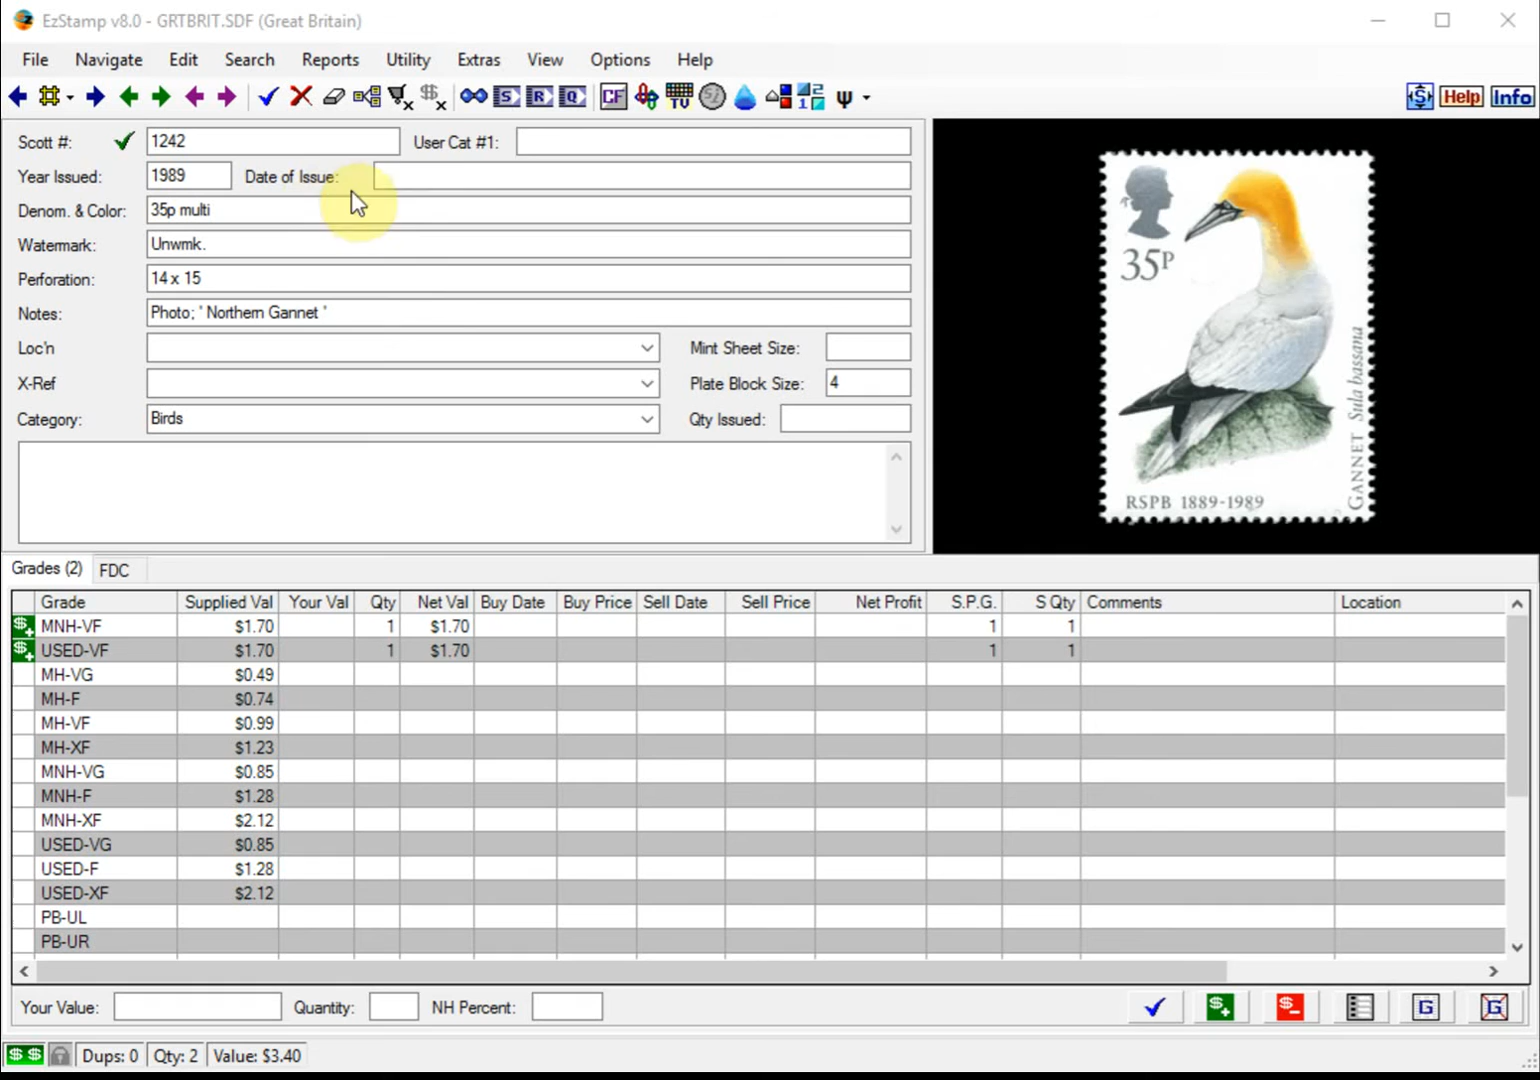 EzStamp v8.0 - GRTBRIT.SDF (Great Britain)
File Navigate Edit Search Reports Utility Extras View Options Help
S R Q CF TV Help Info
Scott #: 1242 User Cat #1:
Year Issued: 1989 Date of Issue:
Denom. & Color: 35p multi
Watermark: Unwmk.
Perforation: 14 x 15
Notes: Photo; ' Northern Gannet '
Loc'n Mint Sheet Size:
X-Ref Plate Block Size: 4
Category: Birds Qty Issued:
35P
GANNET Sula bassana
RSPB 1889-1989
Grades (2) FDC
Grade Supplied Val Your Val Qty Net Val Buy Date Buy Price Sell Date Sell Price Net Profit S.P.G. S Qty Comments Location
MNH-VF $1.70 1 $1.70 1 1
USED-VF $1.70 1 $1.70 1 1
MH-VG $0.49
MH-F $0.74
MH-VF $0.99
MH-XF $1.23
MNH-VG $0.85
MNH-F $1.28
MNH-XF $2.12
USED-VG $0.85
USED-F $1.28
USED-XF $2.12
PB-UL
PB-UR
Your Value: Quantity: NH Percent: $+ $- G G
$ $ Dups: 0 Qty: 2 Value: $3.40